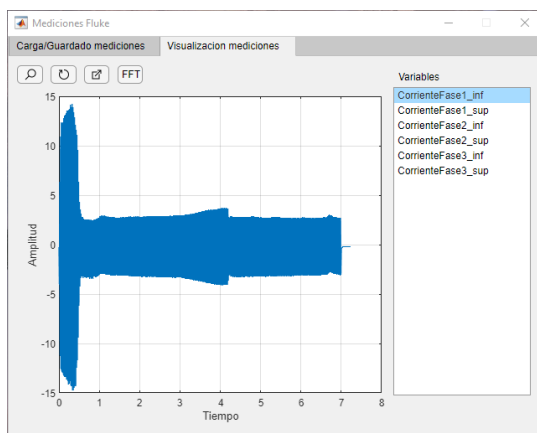 Mediciones Fluke
Carga/Guardado mediciones
Visualizacion mediciones
FFT
Variables
CorrienteFase1_inf
CorrienteFase1_sup
CorrienteFase2_inf
CorrienteFase2_sup
CorrienteFase3_inf
CorrienteFase3_sup
15
10
5
0
-5
-10
-15
Amplitud
0 1 2 3 4 5 6 7 8
Tiempo